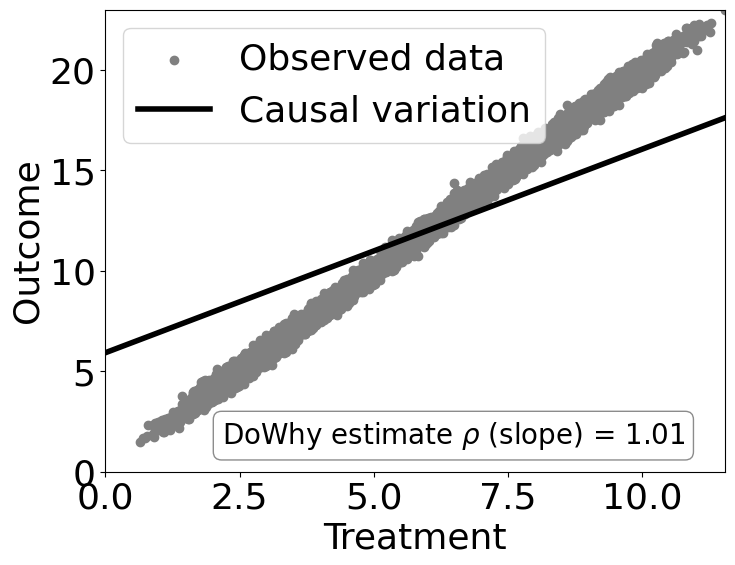 Observed data
Causal variation
20
15
10
5
0
Outcome
DoWhy estimate ρ (slope) = 1.01
0.0 2.5 5.0 7.5 10.0
Treatment